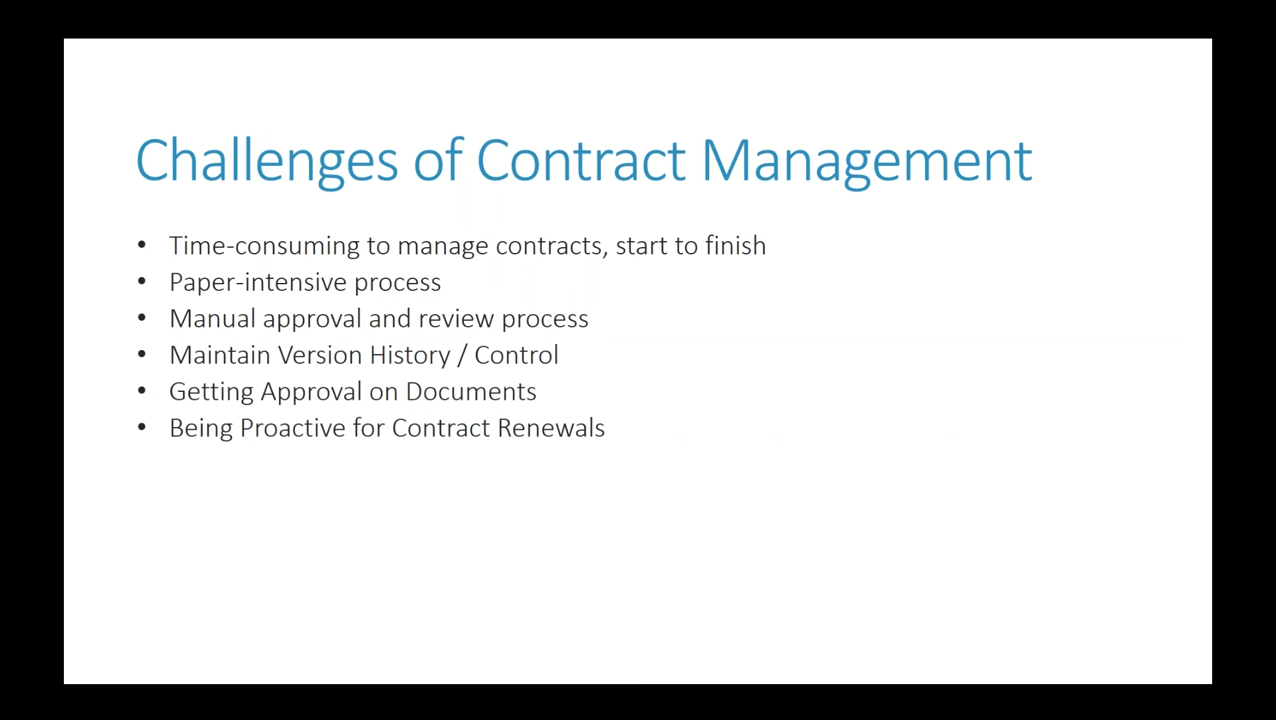 Challenges of Contract Management
• Time-consuming to manage contracts, start to finish
• Paper-intensive process
• Manual approval and review process
• Maintain Version History / Control
• Getting Approval on Documents
• Being Proactive for Contract Renewals